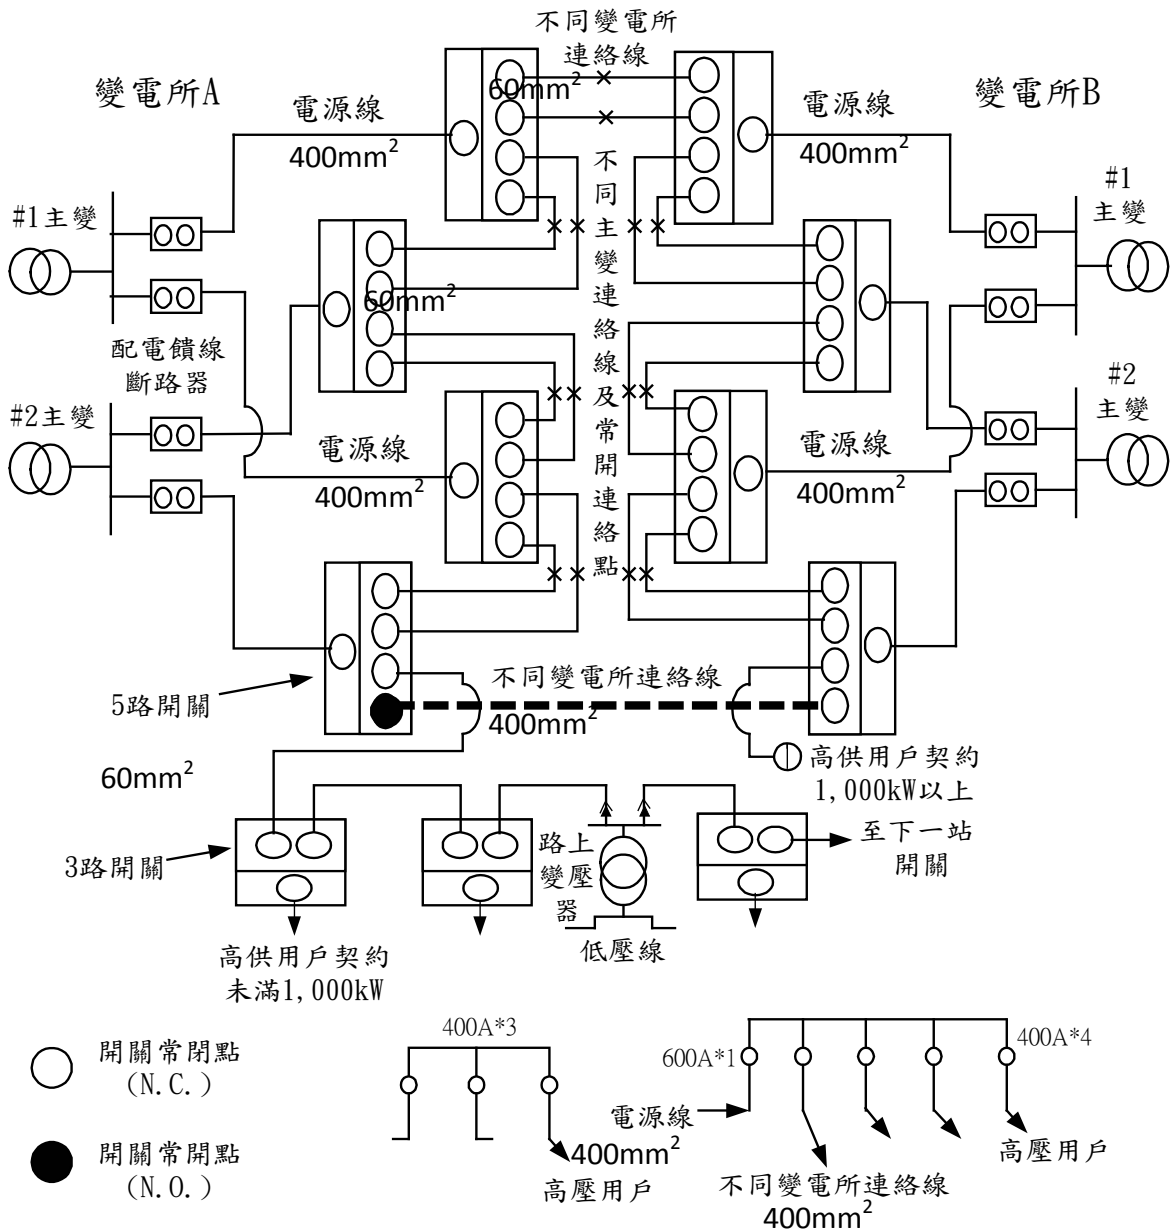 不同變電所
連絡線
變電所A
變電所B
60mm²
電源線
400mm²
電源線
400mm²
不同主變連絡線及常開連絡點
#1主變
#1
主變
60mm²
配電饋線
斷路器
#2主變
#2
主變
電源線
400mm²
電源線
400mm²
5路開關
不同變電所連絡線
400mm²
60mm²
高供用戶契約
1,000kW以上
3路開關
路上
變壓
器
至下一站
開關
低壓線
高供用戶契約
未滿1,000kW
開關常閉點
(N.C.)
開關常開點
(N.O.)
400A*3
400mm²
高壓用戶
600A*1
400A*4
電源線
高壓用戶
不同變電所連絡線
400mm²